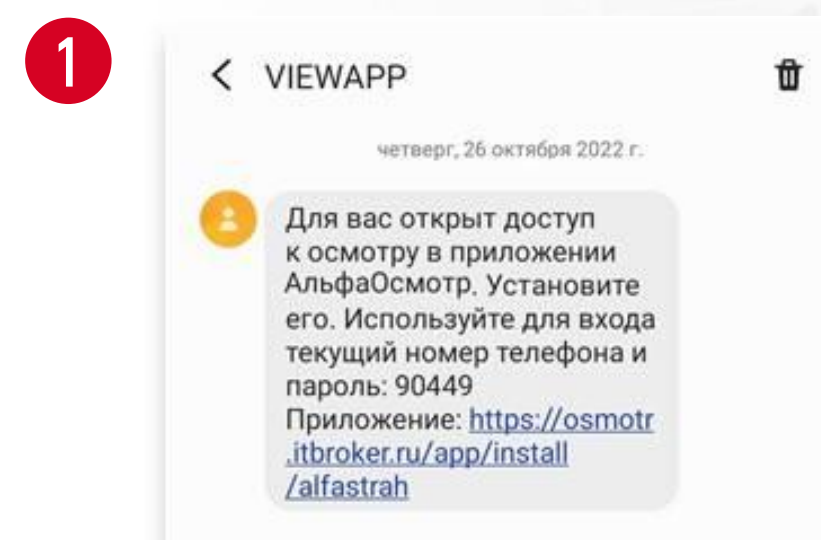 1
VIEWAPP
четверг, 26 октября 2022 г.
Для вас открыт доступ
к осмотру в приложении
АльфаОсмотр. Установите
его. Используйте для входа
текущий номер телефона и
пароль: 90449
Приложение: https://osmotr
.itbroker.ru/app/install
/alfastrah